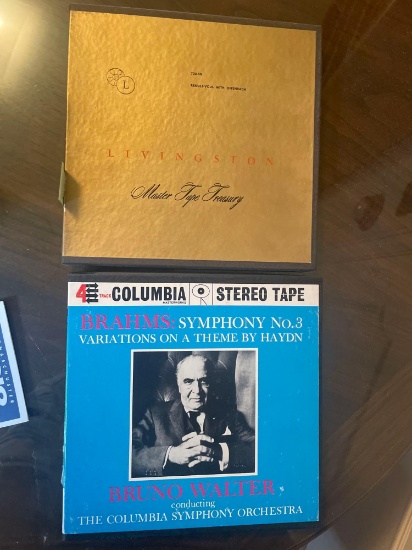 L
LIVINGSTON
Master Tape Treasury
4 TRACK COLUMBIA STEREO TAPE
MASTERWORKS
BRAHMS: SYMPHONY No. 3
VARIATIONS ON A THEME BY HAYDN
BRUNO WALTER
conducting
THE COLUMBIA SYMPHONY ORCHESTRA